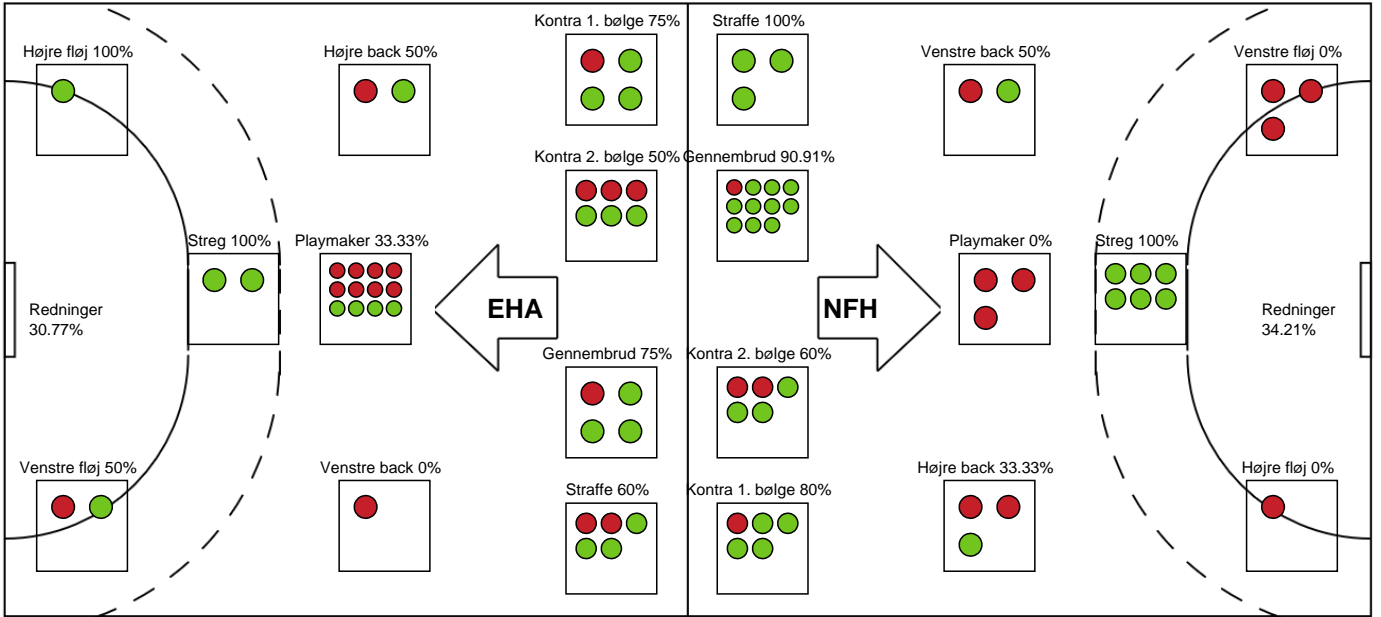 Kontra 1. bølge 75%
Straffe 100%
Højre fløj 100%
Højre back 50%
Venstre back 50%
Venstre fløj 0%
Kontra 2. bølge 50%
Gennembrud 90.91%
Streg 100%
Playmaker 33.33%
Playmaker 0%
Streg 100%
EHA
NFH
Redninger
30.77%
Redninger
34.21%
Gennembrud 75%
Kontra 2. bølge 60%
Venstre fløj 50%
Venstre back 0%
Straffe 60%
Kontra 1. bølge 80%
Højre back 33.33%
Højre fløj 0%